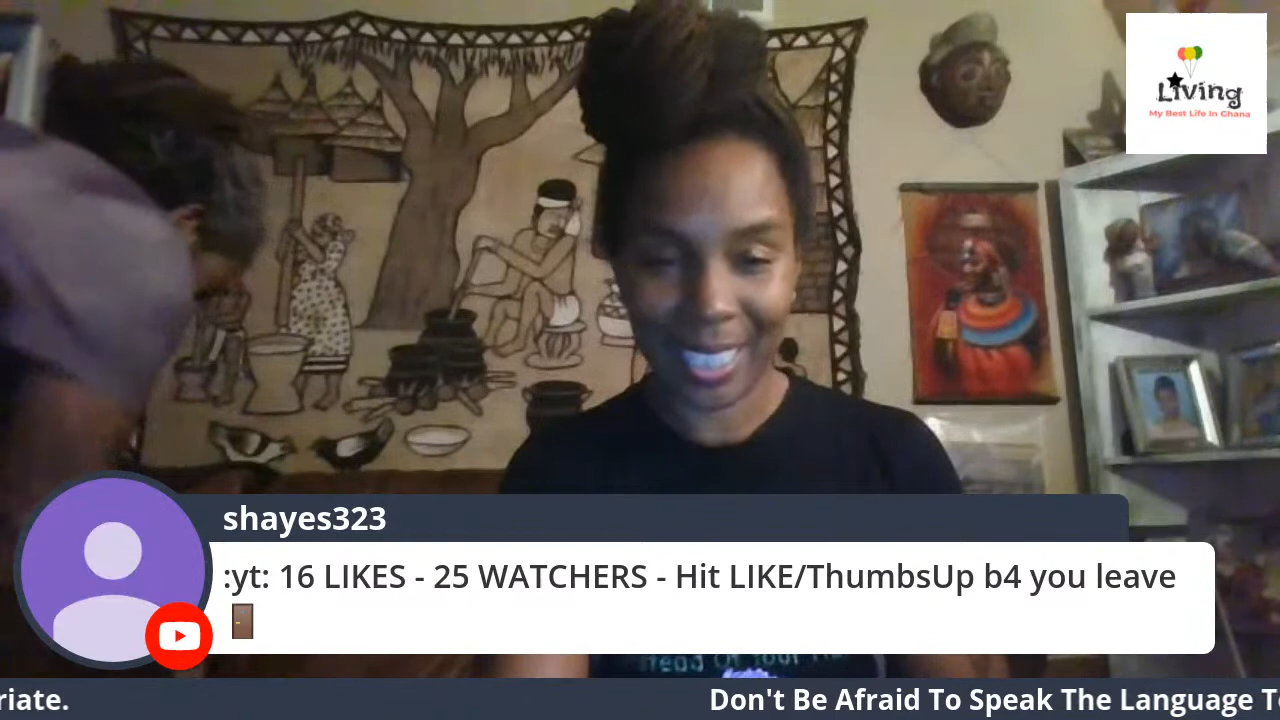 Living
My Best Life In Ghana
shayes323
:yt: 16 LIKES - 25 WATCHERS - Hit LIKE/ThumbsUp b4 you leave
🚪
riate.
Don't Be Afraid To Speak The Language T